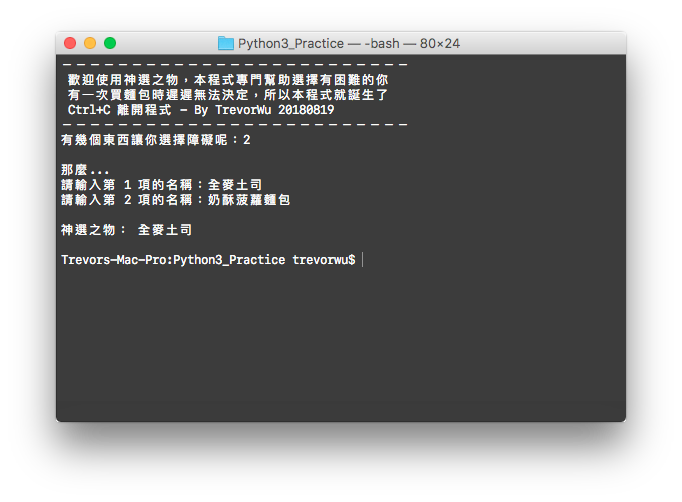 Python3_Practice — -bash — 80×24
－－－－－－－－－－－－－－－－－－－－－－－－－
歡迎使用神選之物，本程式專門幫助選擇有困難的你
有一次買麵包時遲遲無法決定，所以本程式就誕生了
Ctrl+C 離開程式 - By TrevorWu 20180819
－－－－－－－－－－－－－－－－－－－－－－－－－
有幾個東西讓你選擇障礙呢：2
那麼...
請輸入第 1 項的名稱：全麥土司
請輸入第 2 項的名稱：奶酥菠蘿麵包
神選之物： 全麥土司
Trevors-Mac-Pro:Python3_Practice trevorwu$